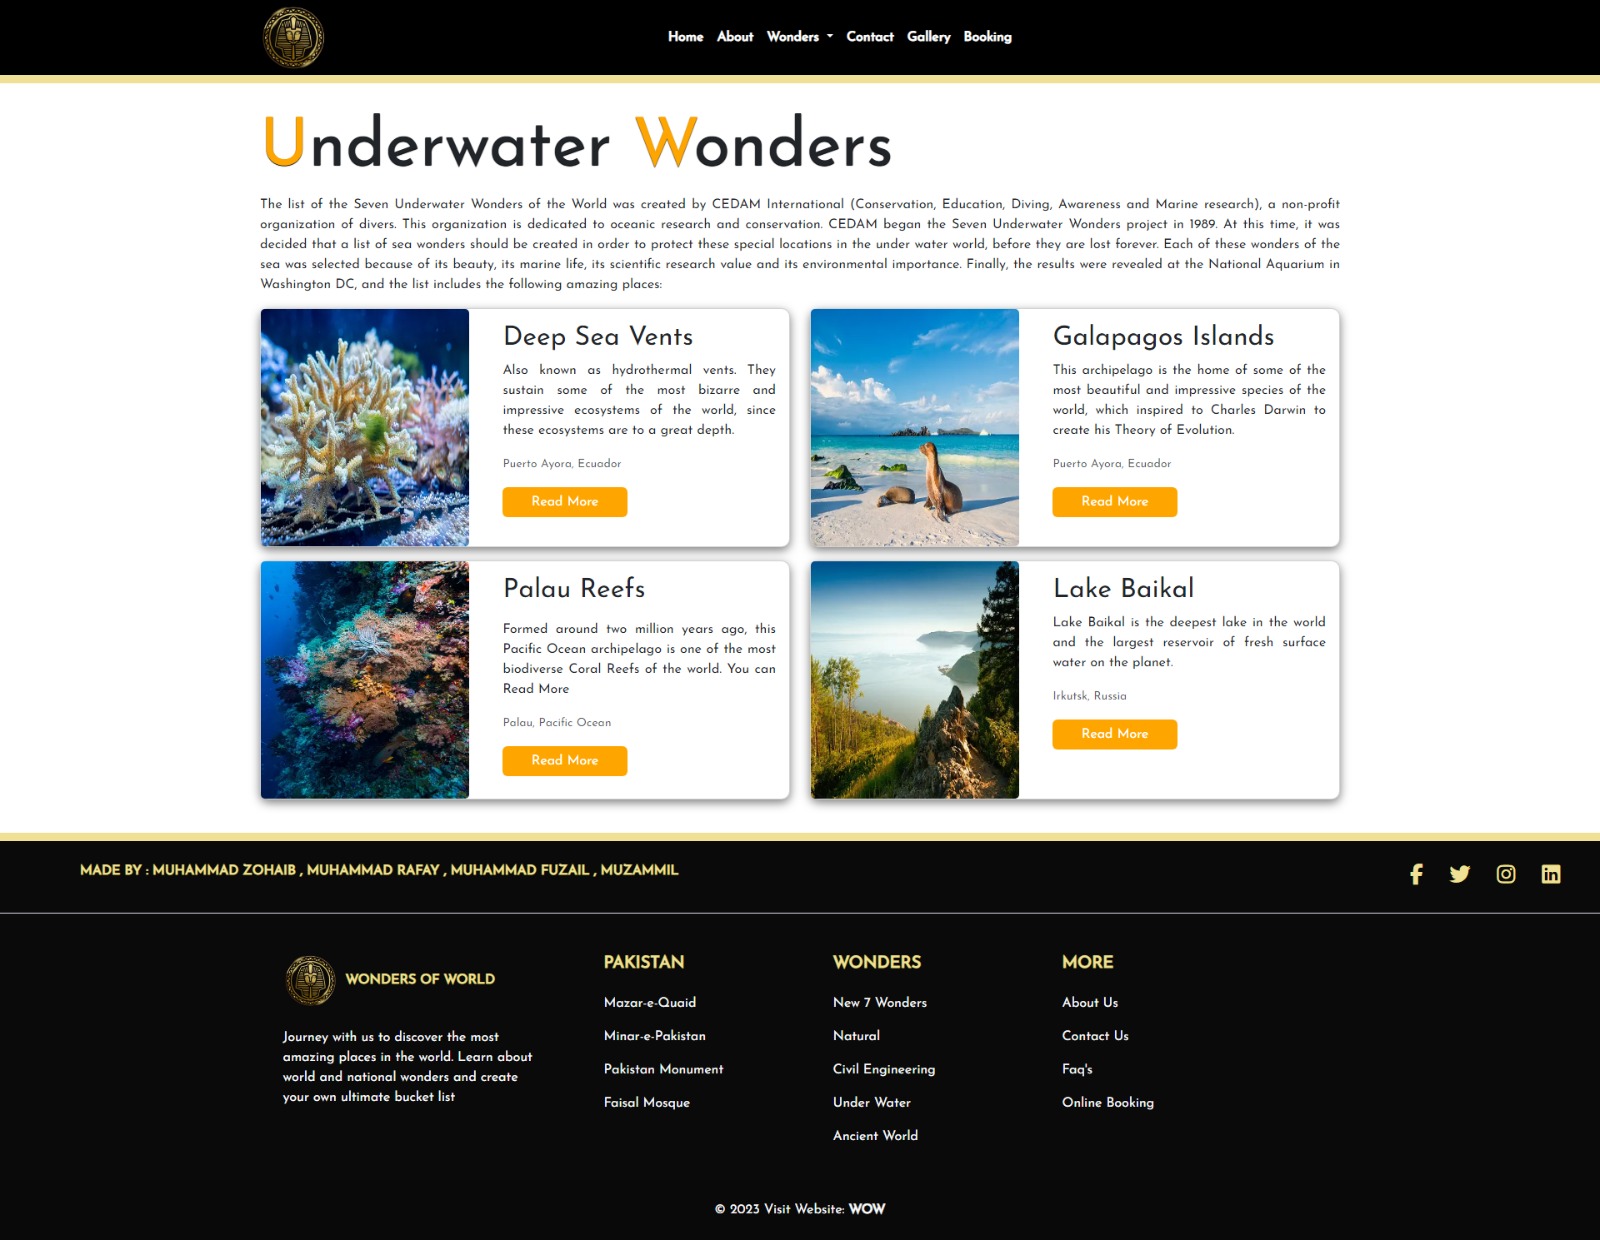 Home About Wonders Contact Gallery Booking
Underwater Wonders
The list of the Seven Underwater Wonders of the World was created by CEDAM International (Conservation, Education, Diving, Awareness and Marine research), a non-profit
organization of divers. This organization is dedicated to oceanic research and conservation. CEDAM began the Seven Underwater Wonders project in 1989. At this time, it was
decided that a list of sea wonders should be created in order to protect these special locations in the under water world, before they are lost forever. Each of these wonders of the
sea was selected because of its beauty, its marine life, its scientific research value and its environmental importance. Finally, the results were revealed at the National Aquarium in
Washington DC, and the list includes the following amazing places:
Deep Sea Vents
Also known as hydrothermal vents. They
sustain some of the most bizarre and
impressive ecosystems of the world, since
these ecosystems are to a great depth.
Puerto Ayora, Ecuador
Read More
Galapagos Islands
This archipelago is the home of some of the
most beautiful and impressive species of the
world, which inspired to Charles Darwin to
create his Theory of Evolution.
Puerto Ayora, Ecuador
Read More
Palau Reefs
Formed around two million years ago, this
Pacific Ocean archipelago is one of the most
biodiverse Coral Reefs of the world. You can
Read More
Palau, Pacific Ocean
Read More
Lake Baikal
Lake Baikal is the deepest lake in the world
and the largest reservoir of fresh surface
water on the planet.
Irkutsk, Russia
Read More
MADE BY : MUHAMMAD ZOHAIB , MUHAMMAD RAFAY , MUHAMMAD FUZAIL , MUZAMMIL
WONDERS OF WORLD
Journey with us to discover the most
amazing places in the world. Learn about
world and national wonders and create
your own ultimate bucket list
PAKISTAN
Mazar-e-Quaid
Minar-e-Pakistan
Pakistan Monument
Faisal Mosque
WONDERS
New 7 Wonders
Natural
Civil Engineering
Under Water
Ancient World
MORE
About Us
Contact Us
Faq's
Online Booking
© 2023 Visit Website: WOW